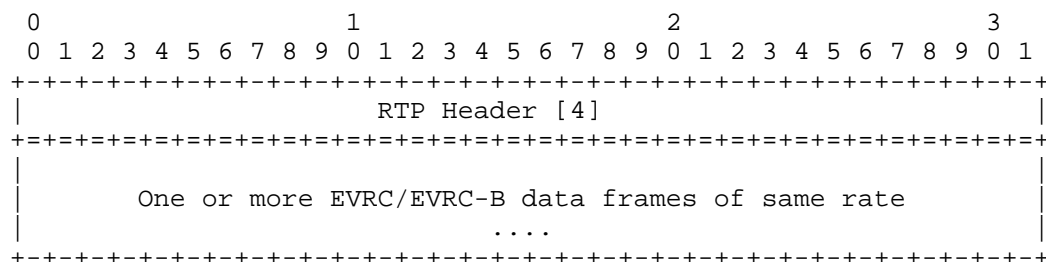 0                   1                   2                   3
 0 1 2 3 4 5 6 7 8 9 0 1 2 3 4 5 6 7 8 9 0 1 2 3 4 5 6 7 8 9 0 1
+-+-+-+-+-+-+-+-+-+-+-+-+-+-+-+-+-+-+-+-+-+-+-+-+-+-+-+-+-+-+-+-+
|                      RTP Header [4]                           |
+=+=+=+=+=+=+=+=+=+=+=+=+=+=+=+=+=+=+=+=+=+=+=+=+=+=+=+=+=+=+=+=+
|                                                               |
|       One or more EVRC/EVRC-B data frames of same rate        |
|                             ....                              |
+-+-+-+-+-+-+-+-+-+-+-+-+-+-+-+-+-+-+-+-+-+-+-+-+-+-+-+-+-+-+-+-+